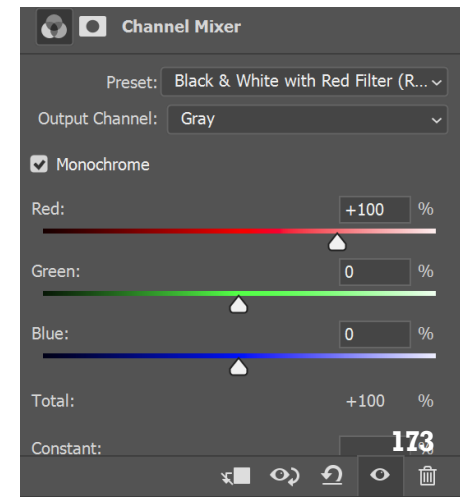 Channel Mixer
Preset: Black & White with Red Filter (R...
Output Channel: Gray
Monochrome
Red: +100 %
Green: 0 %
Blue: 0 %
Total: +100 %
Constant: %
173